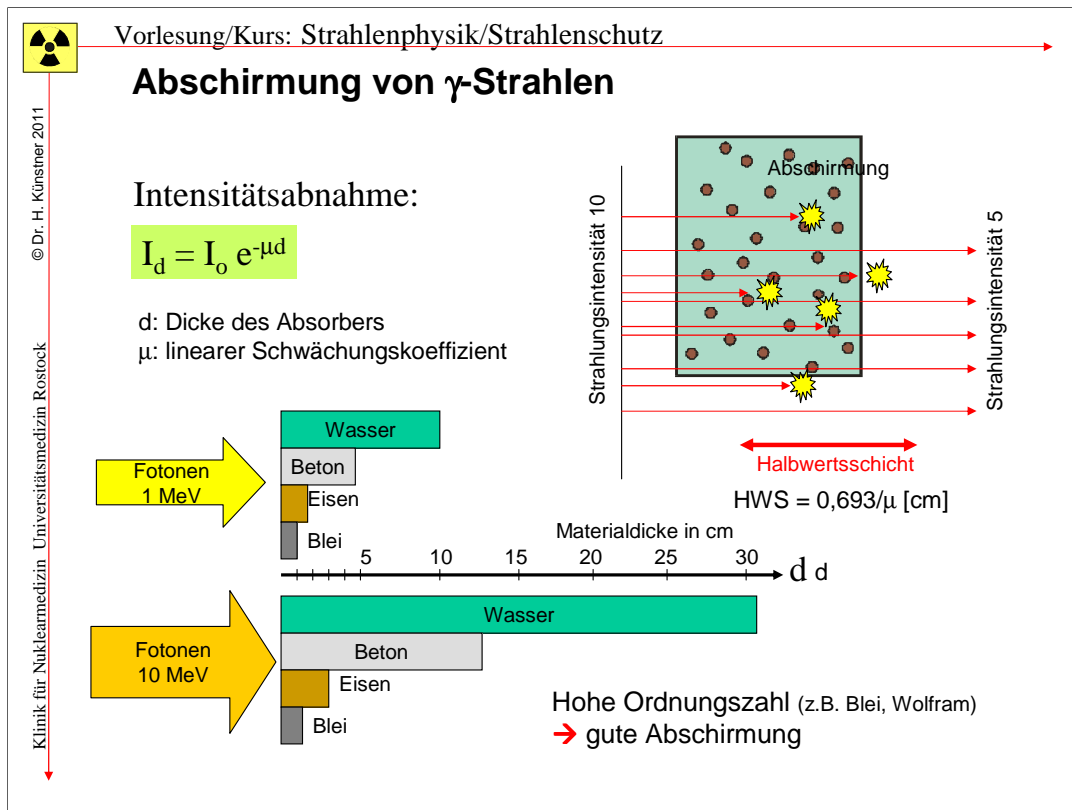 Vorlesung/Kurs: Strahlenphysik/Strahlenschutz
Abschirmung von γ-Strahlen
© Dr. H. Künstner 2011
Klinik für Nuklearmedizin Universitätsmedizin Rostock
Intensitätsabnahme:
I_d = I_o e^-μd
d: Dicke des Absorbers
μ: linearer Schwächungskoeffizient
Abschirmung
Strahlungsintensität 10
Strahlungsintensität 5
Halbwertsschicht
HWS = 0,693/μ [cm]
Fotonen
1 MeV
Wasser
Beton
Eisen
Blei
Materialdicke in cm
5 10 15 20 25 30
d d
Fotonen
10 MeV
Wasser
Beton
Eisen
Blei
Hohe Ordnungszahl (z.B. Blei, Wolfram)
➔ gute Abschirmung